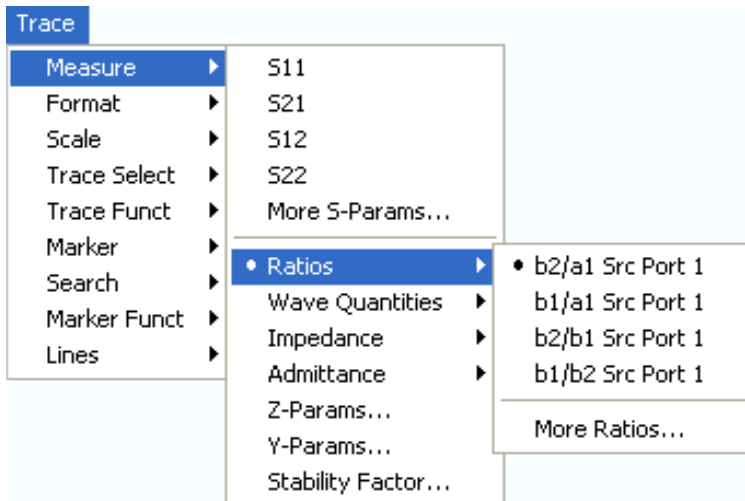 Trace
Measure
Format
Scale
Trace Select
Trace Funct
Marker
Search
Marker Funct
Lines
S11
S21
S12
S22
More S-Params...
Ratios
Wave Quantities
Impedance
Admittance
Z-Params...
Y-Params...
Stability Factor...
b2/a1 Src Port 1
b1/a1 Src Port 1
b2/b1 Src Port 1
b1/b2 Src Port 1
More Ratios...